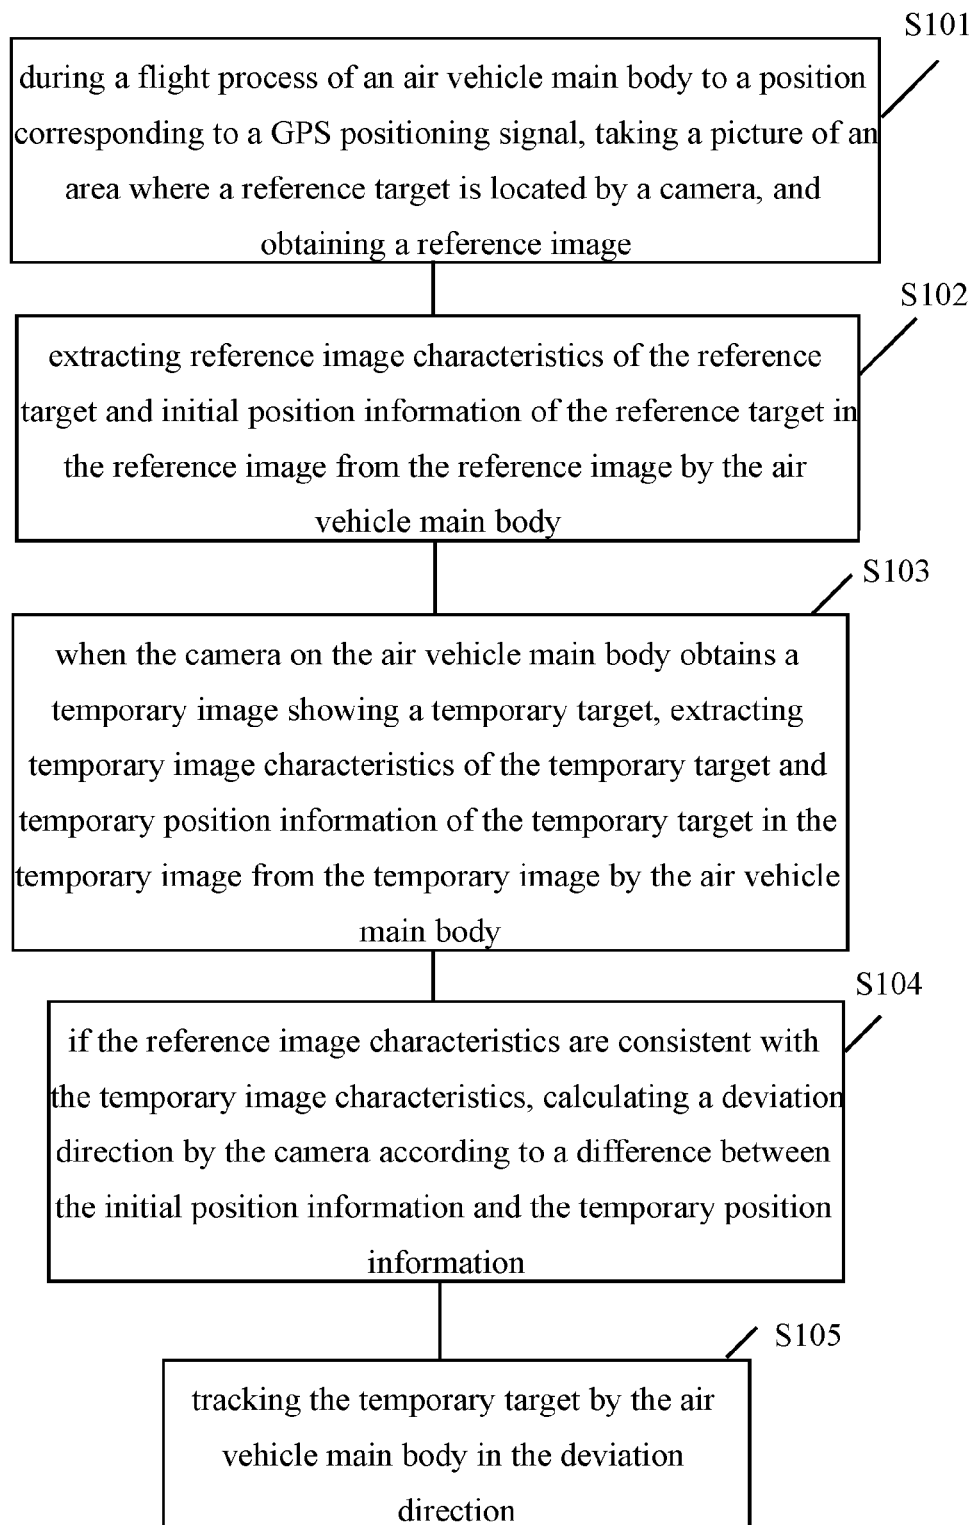 S101
during a flight process of an air vehicle main body to a position
corresponding to a GPS positioning signal, taking a picture of an
area where a reference target is located by a camera, and
obtaining a reference image
S102
extracting reference image characteristics of the reference
target and initial position information of the reference target in
the reference image from the reference image by the air
vehicle main body
S103
when the camera on the air vehicle main body obtains a
temporary image showing a temporary target, extracting
temporary image characteristics of the temporary target and
temporary position information of the temporary target in the
temporary image from the temporary image by the air vehicle
main body
S104
if the reference image characteristics are consistent with
the temporary image characteristics, calculating a deviation
direction by the camera according to a difference between
the initial position information and the temporary position
information
S105
tracking the temporary target by the air
vehicle main body in the deviation
direction